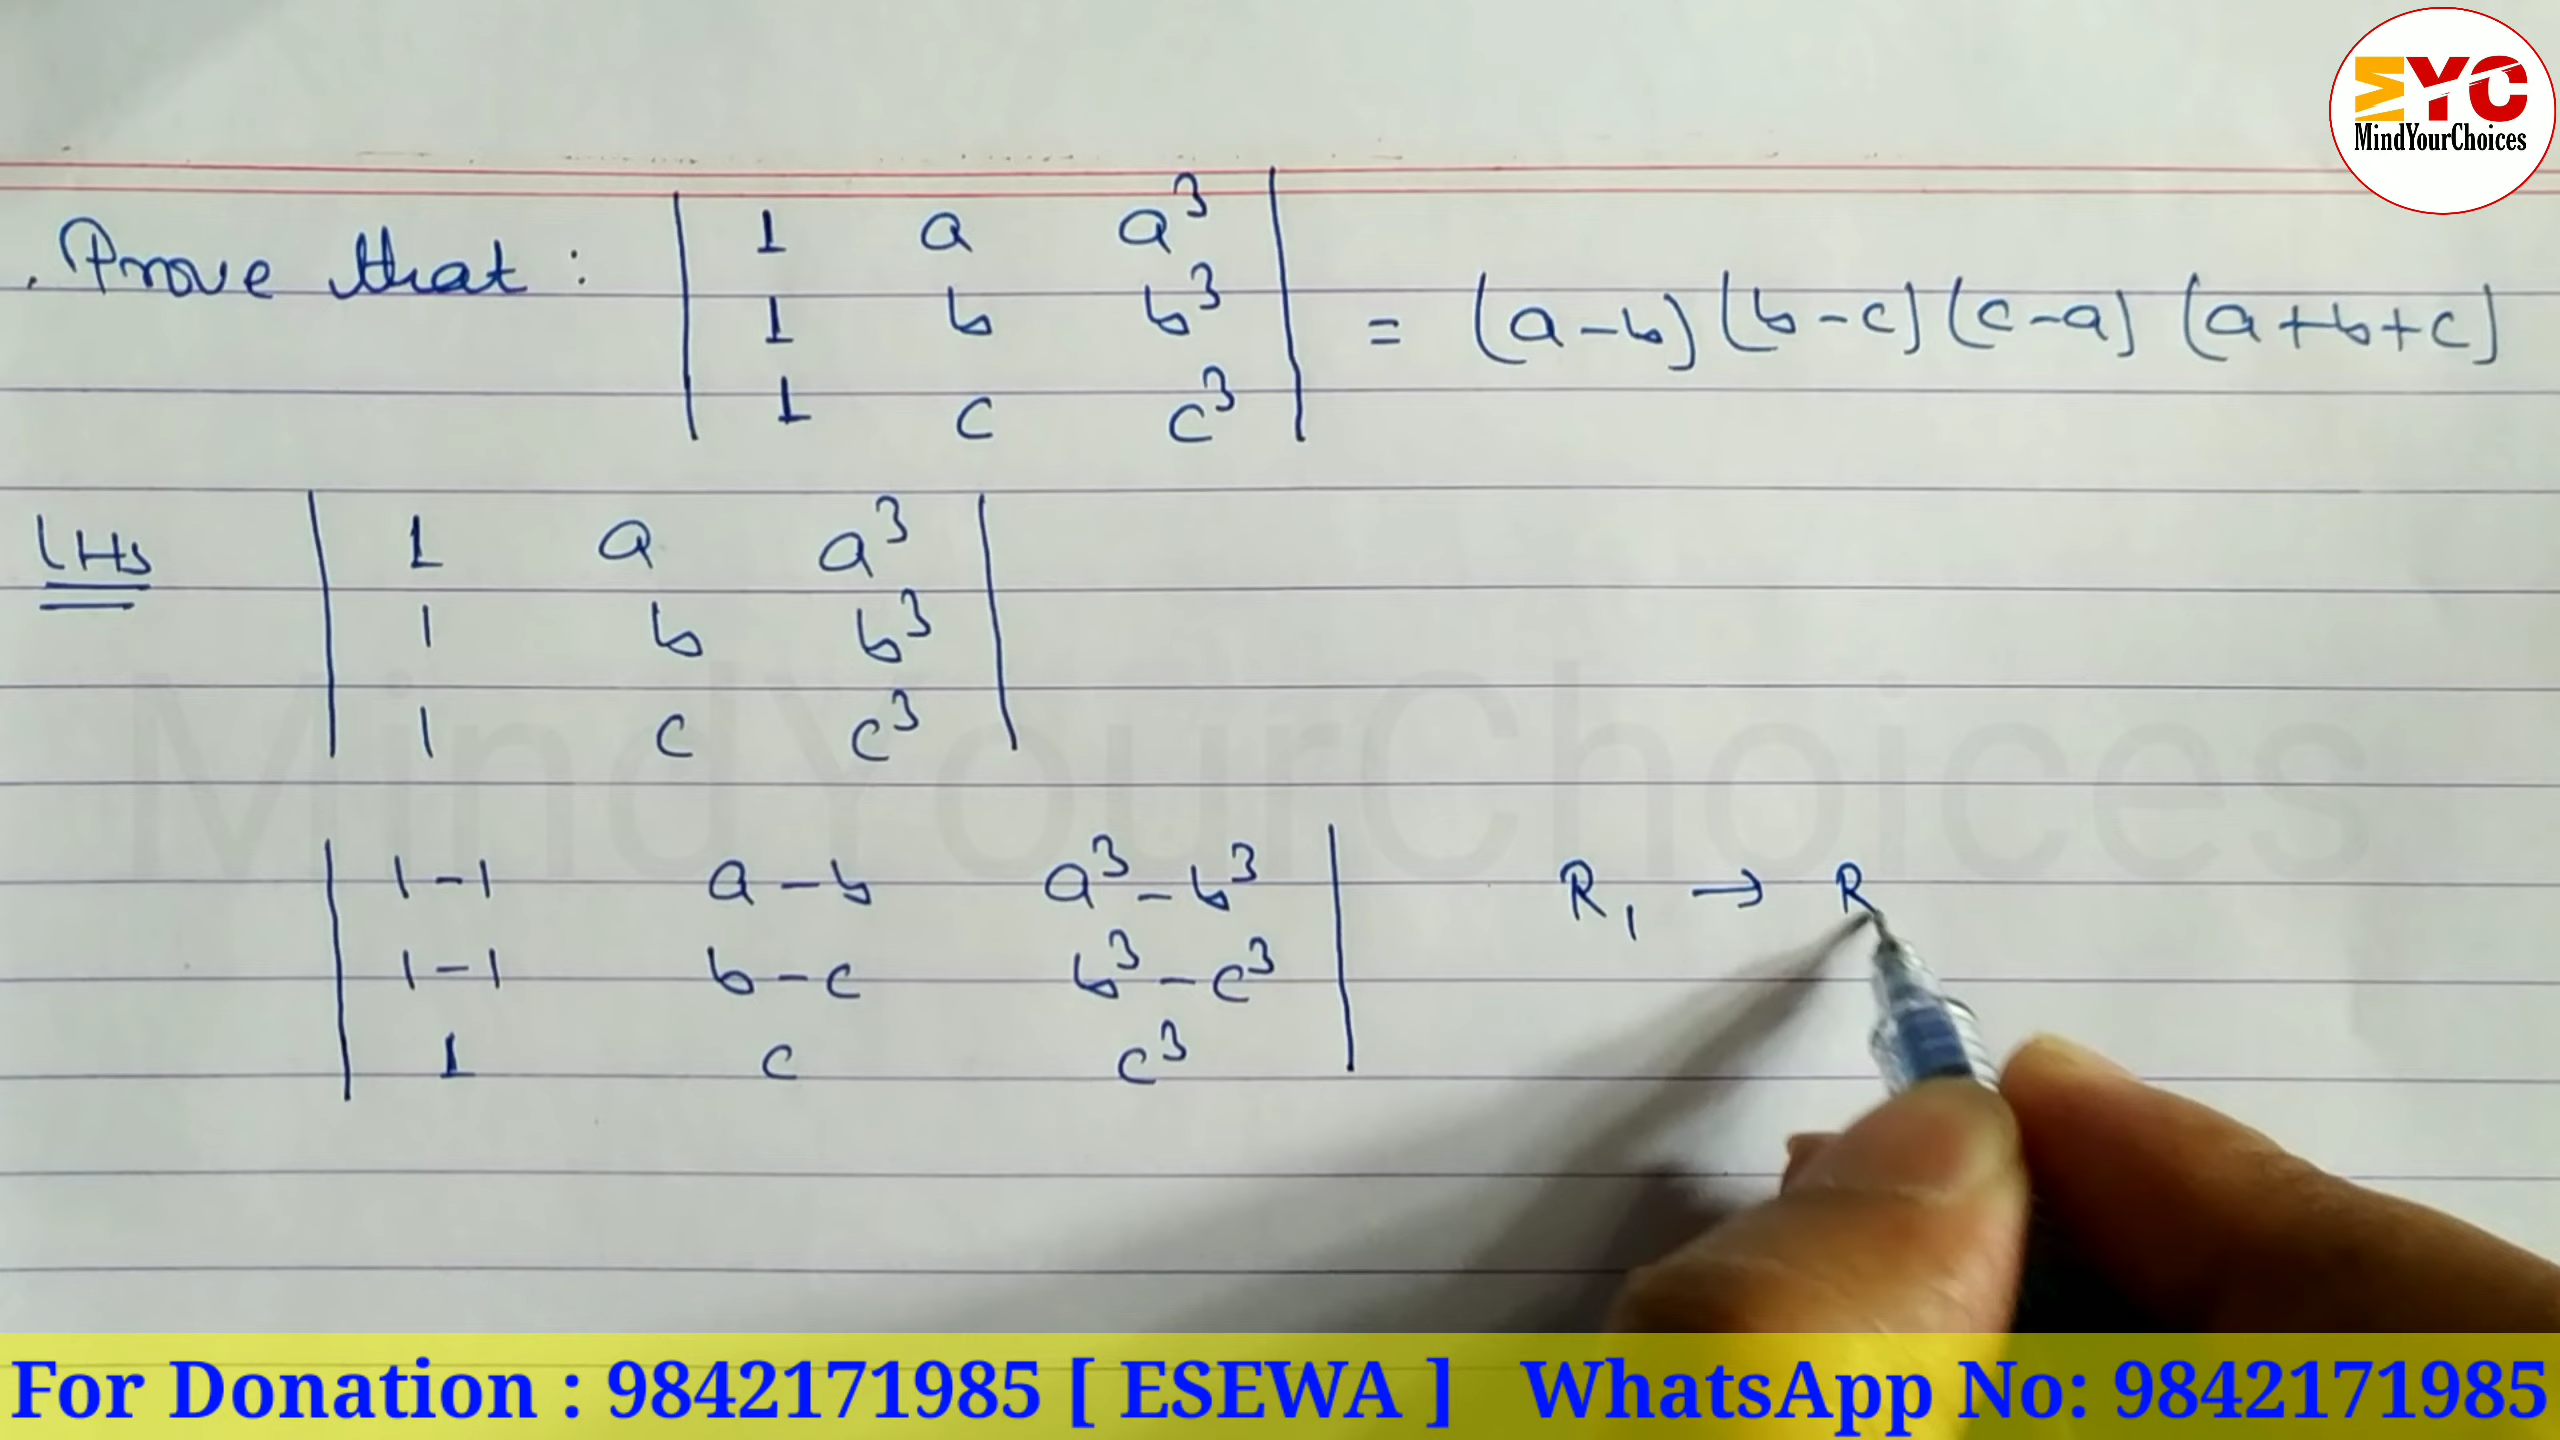 MYC
MindYourChoices
. Prove that : | 1 a a³ |
| 1 b b³ | = (a-b) (b-c) (c-a) (a+b+c)
| 1 c c³ |
LHS | 1 a a³ |
| 1 b b³ |
| 1 c c³ |
MindYourChoices
| 1-1 a-b a³-b³ | R₁ → R
| 1-1 b-c b³-c³ |
| 1 c c³ |
For Donation : 9842171985 [ ESEWA ] WhatsApp No: 9842171985